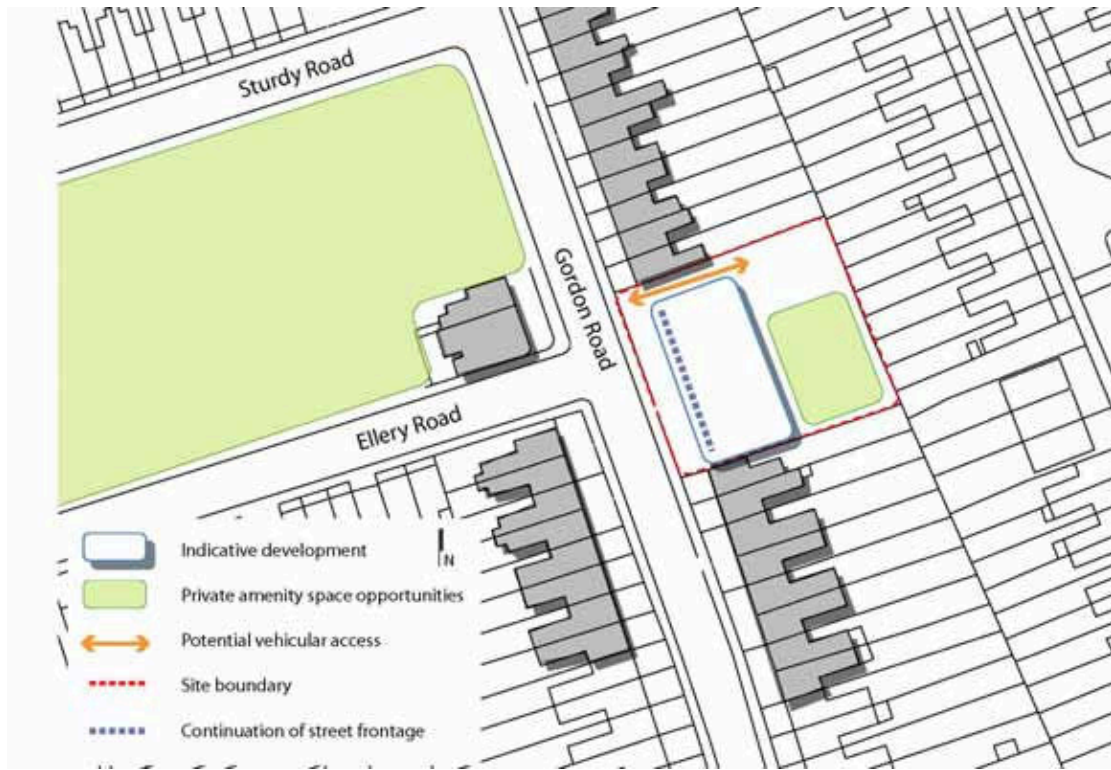 Sturdy Road
Gordon Road
Ellery Road
Indicative development
N
Private amenity space opportunities
Potential vehicular access
Site boundary
Continuation of street frontage